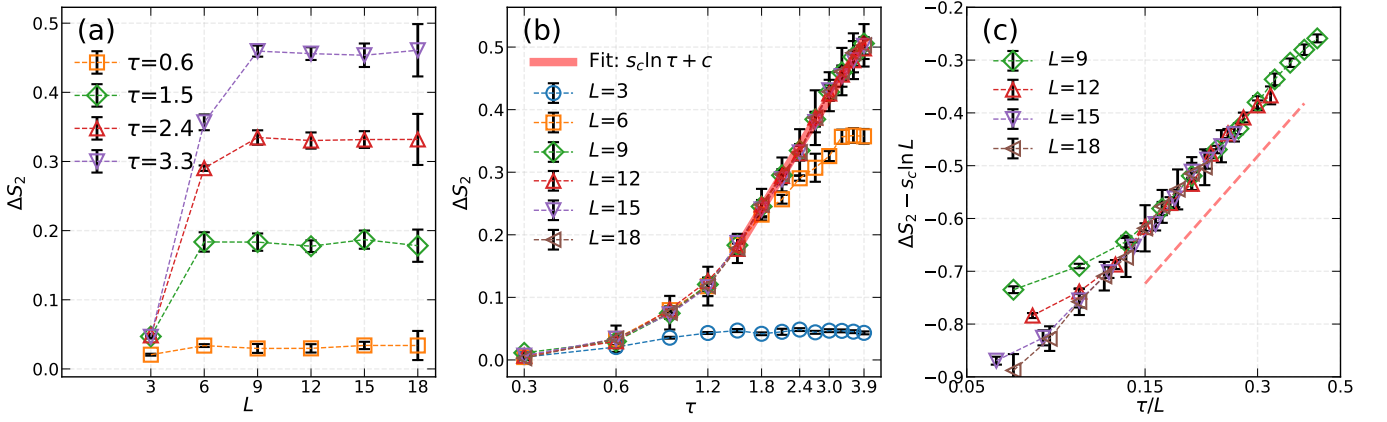 (a)
ΔS₂
0.5
0.4
0.3
0.2
0.1
0.0
τ=0.6
τ=1.5
τ=2.4
τ=3.3
3 6 9 12 15 18
L
(b)
ΔS₂
0.5
0.4
0.3
0.2
0.1
0.0
Fit: s_c ln τ + c
L=3
L=6
L=9
L=12
L=15
L=18
0.3 0.6 1.2 1.8 2.4 3.0 3.9
τ
(c)
ΔS₂ − s_c ln L
−0.2
−0.3
−0.4
−0.5
−0.6
−0.7
−0.8
−0.9
L=9
L=12
L=15
L=18
0.05 0.15 0.3 0.5
τ/L